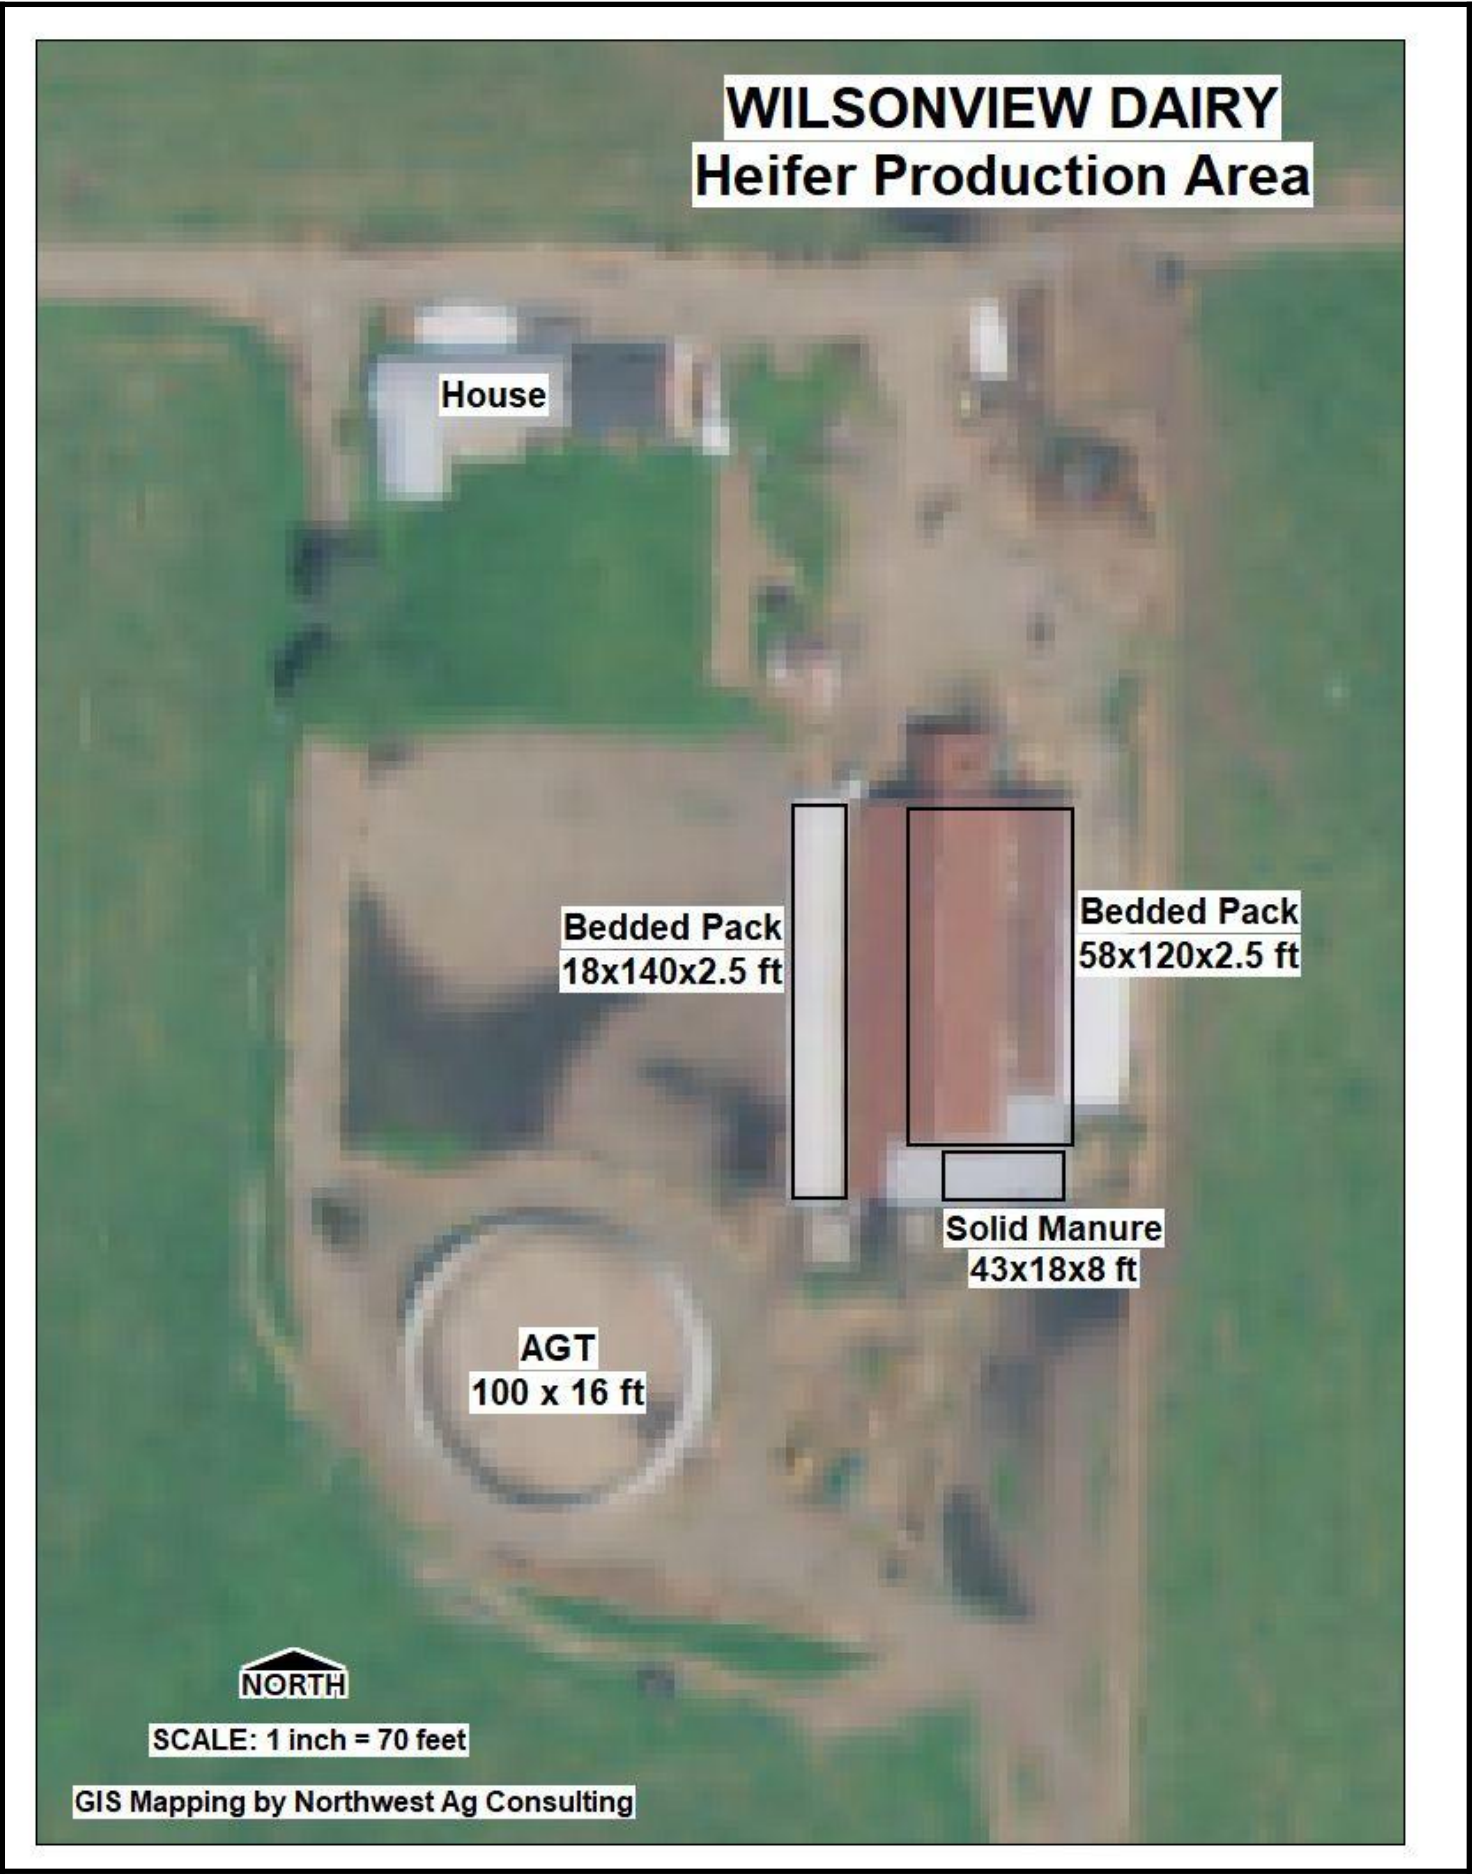 WILSONVIEW DAIRY
Heifer Production Area
House
Bedded Pack
18x140x2.5 ft
Bedded Pack
58x120x2.5 ft
Solid Manure
43x18x8 ft
AGT
100 x 16 ft
NORTH
SCALE: 1 inch = 70 feet
GIS Mapping by Northwest Ag Consulting